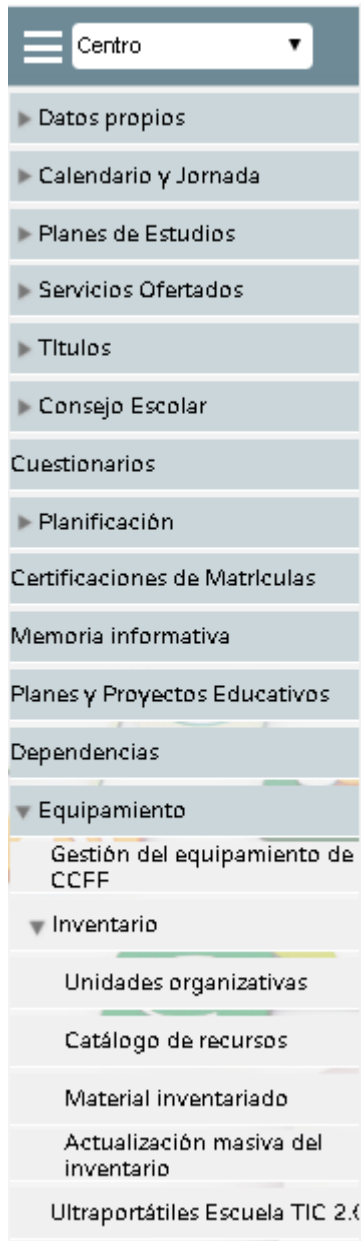 Centro
Datos propios
Calendario y Jornada
Planes de Estudios
Servicios Ofertados
Títulos
Consejo Escolar
Cuestionarios
Planificación
Certificaciones de Matrículas
Memoria informativa
Planes y Proyectos Educativos
Dependencias
Equipamiento
Gestión del equipamiento de
CCFF
Inventario
Unidades organizativas
Catálogo de recursos
Material inventariado
Actualización masiva del
inventario
Ultraportátiles Escuela TIC 2.